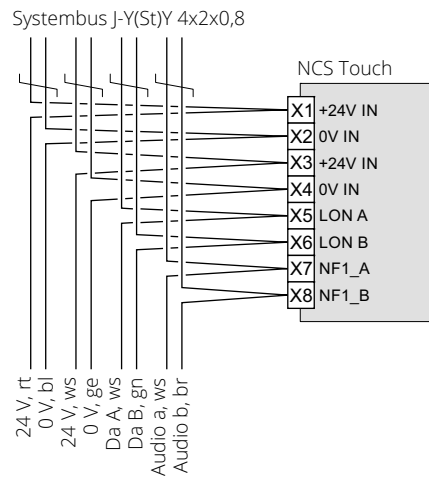 Systembus J-Y(St)Y 4x2x0,8
NCS Touch
X1 +24V IN
X2 0V IN
X3 +24V IN
X4 0V IN
X5 LON A
X6 LON B
X7 NF1_A
X8 NF1_B
24 V, rt
0 V, bl
24 V, ws
0 V, ge
Da A, ws
Da B, gn
Audio a, ws
Audio b, br